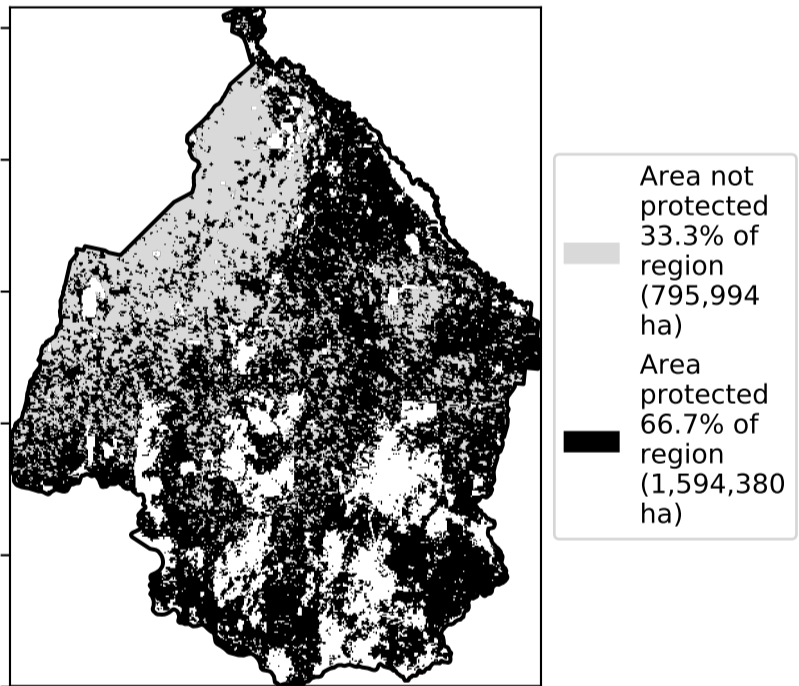 Area not
protected
33.3% of
region
(795,994
ha)
Area
protected
66.7% of
region
(1,594,380
ha)